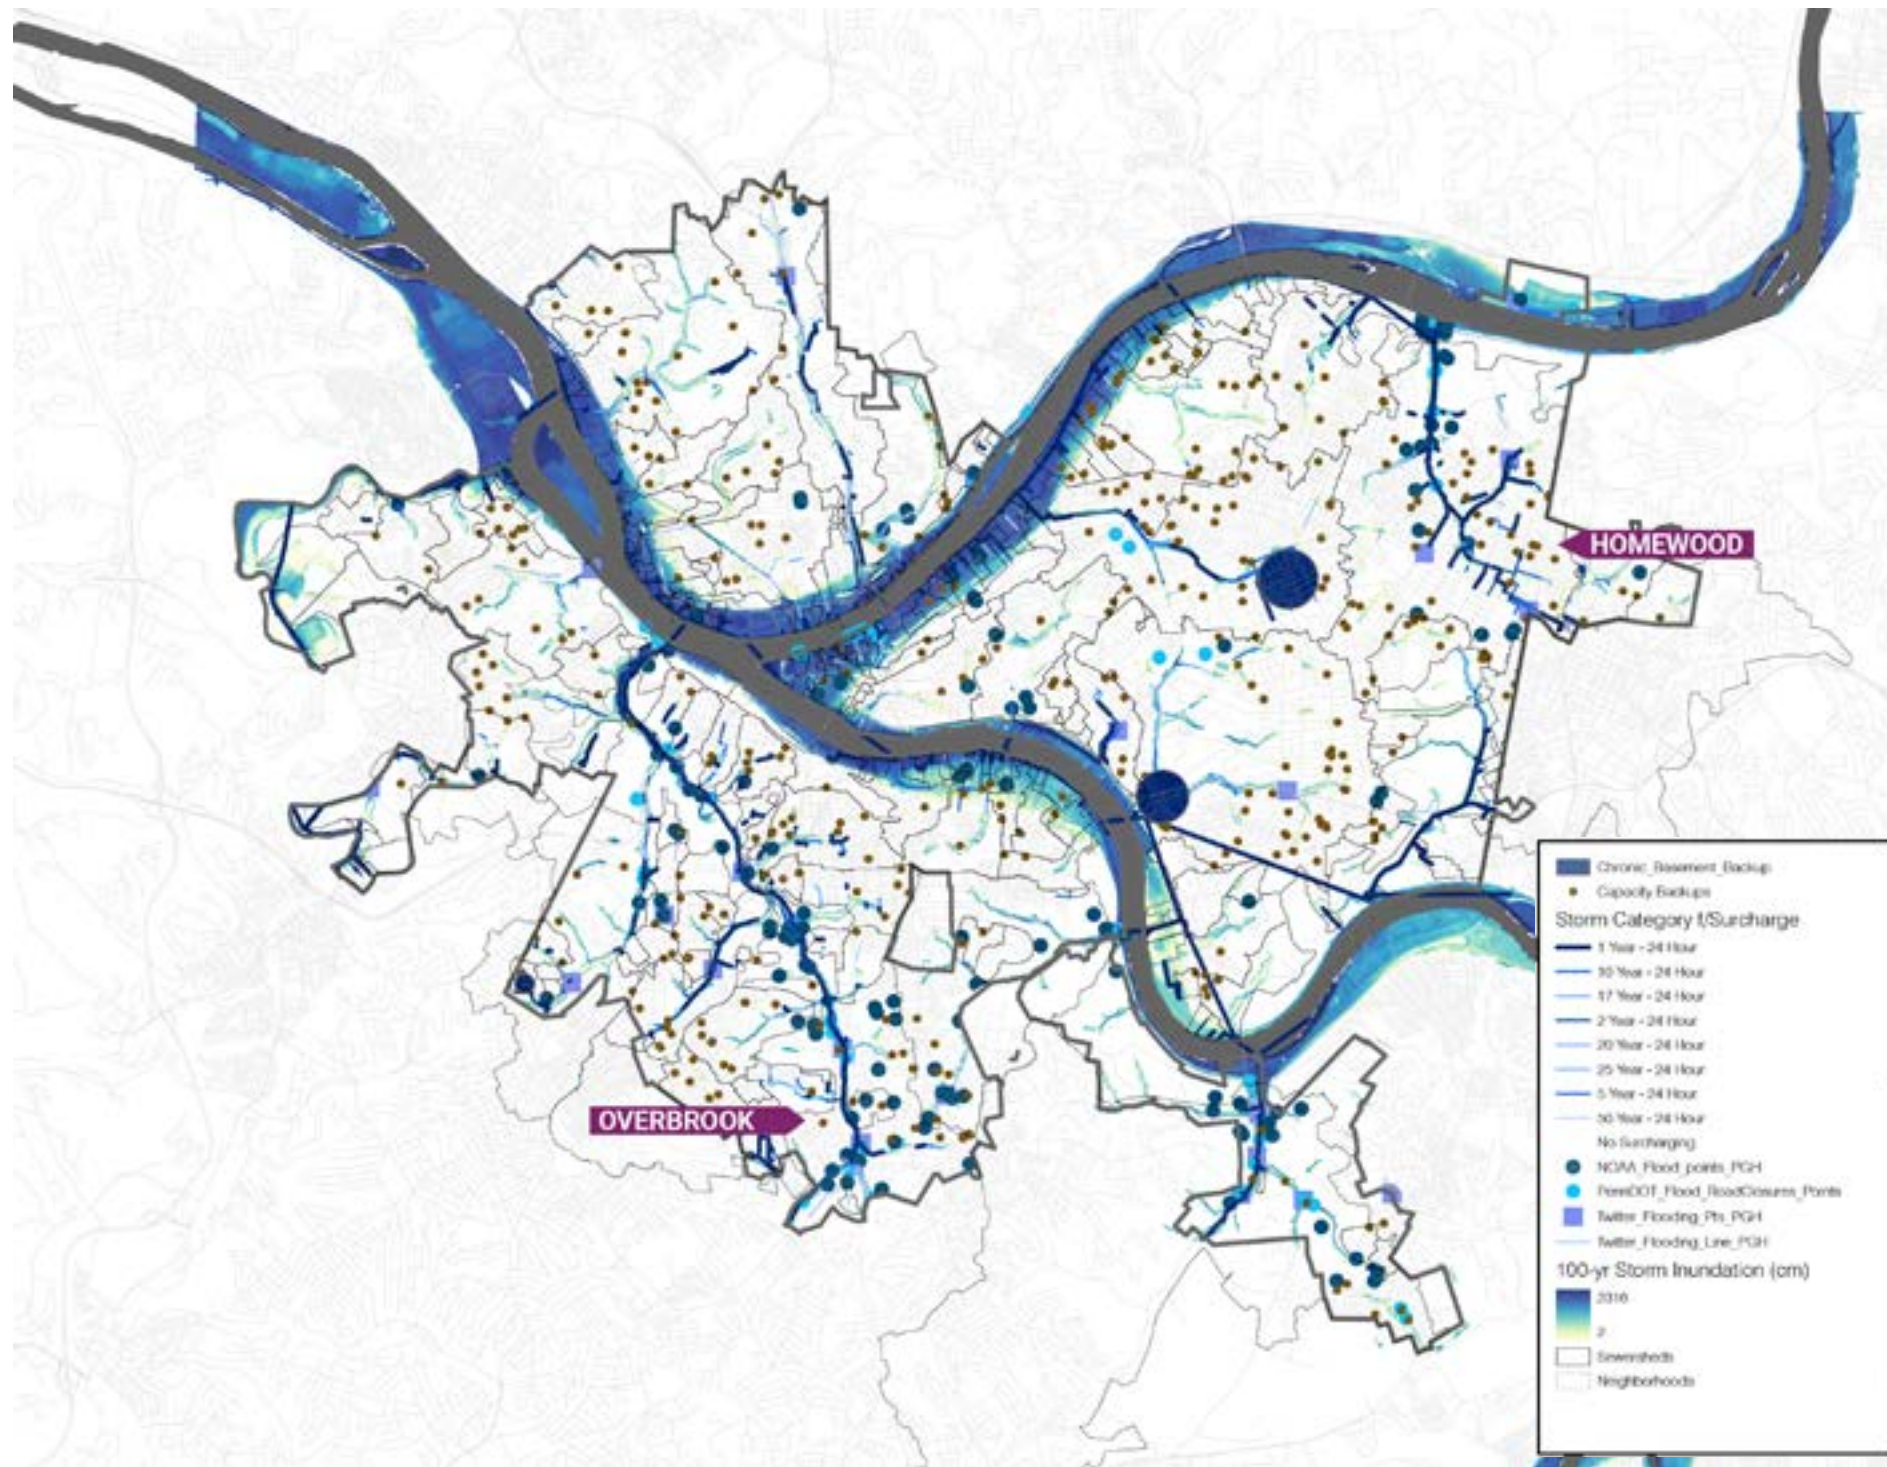 HOMEWOOD
OVERBROOK
Chronic_Basement_Backup
Capacity Backups
Storm Category f/Surcharge
1 Year - 24 Hour
10 Year - 24 Hour
17 Year - 24 Hour
2 Year - 24 Hour
20 Year - 24 Hour
25 Year - 24 Hour
5 Year - 24 Hour
50 Year - 24 Hour
No Surcharging
NOAA_Flood_points_PGH
PennDOT_Flood_RoadClosures_Points
Twitter_Flooding_Pts_PGH
Twitter_Flooding_Line_PGH
100-yr Storm Inundation (cm)
2
Sewersheds
Neighborhoods